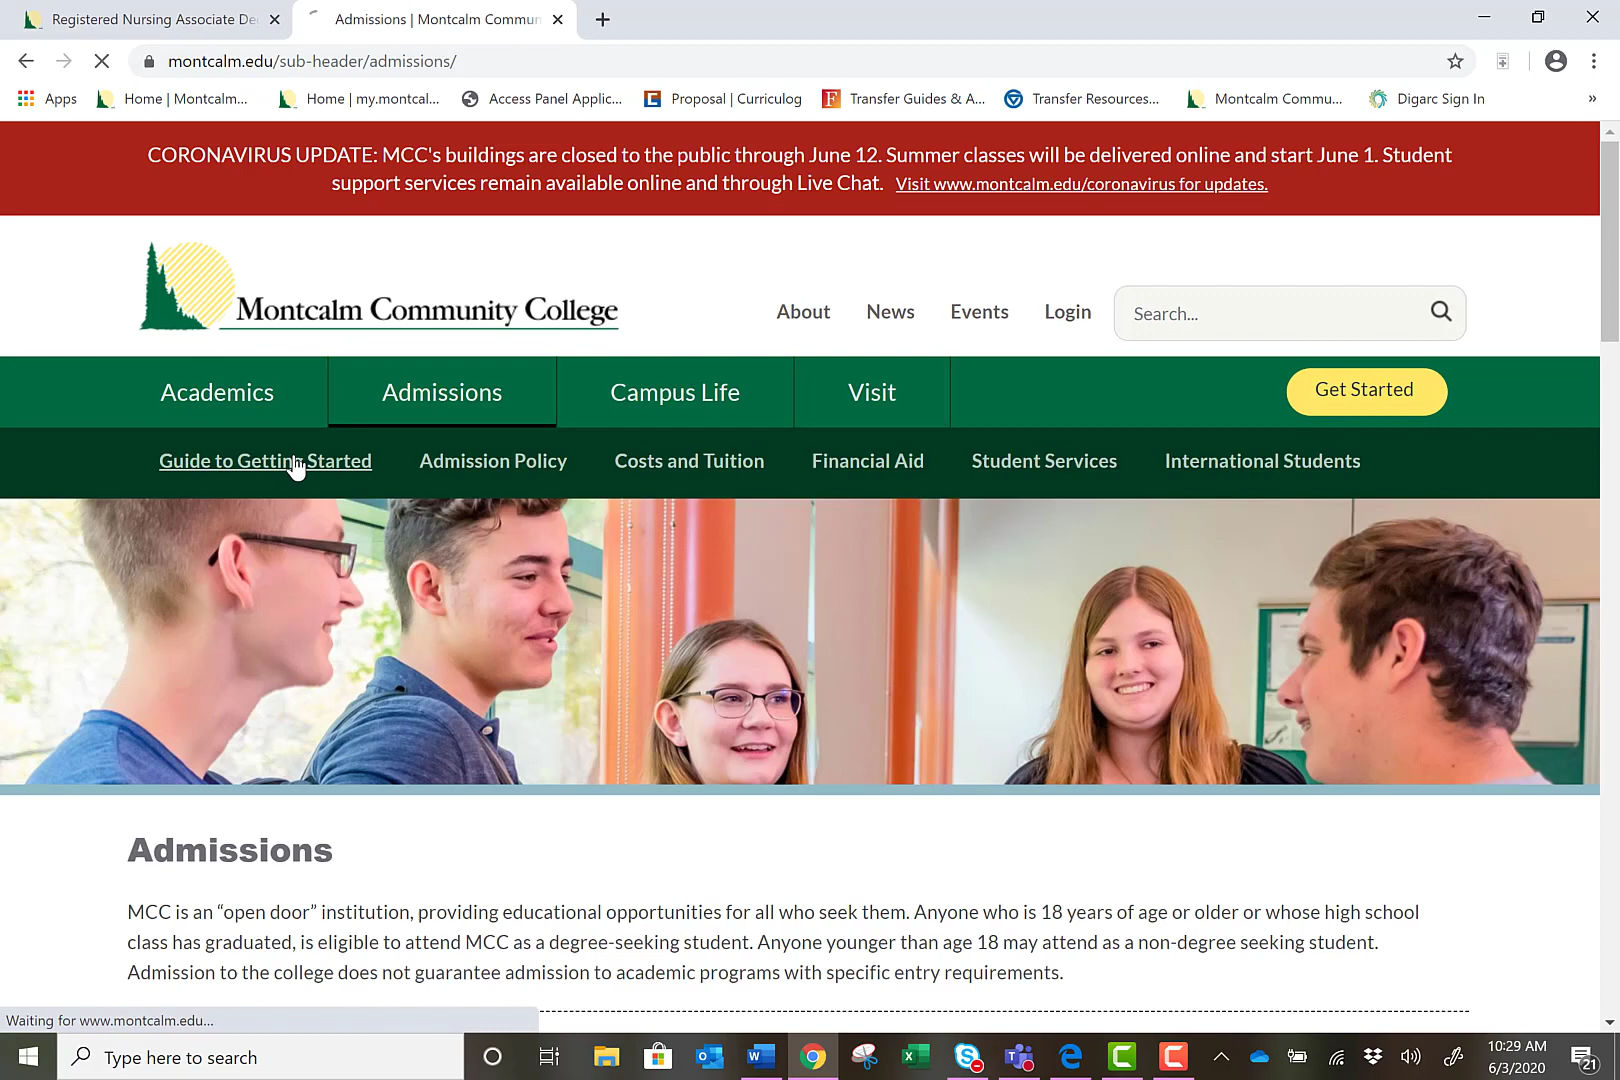 Registered Nursing Associate De
Admissions | Montcalm Commun
montcalm.edu/sub-header/admissions/
Apps
Home | Montcalm...
Home | my.montcal...
Access Panel Applic...
Proposal | Curriculog
Transfer Guides & A...
Transfer Resources...
Montcalm Commu...
Digarc Sign In
»
CORONAVIRUS UPDATE: MCC's buildings are closed to the public through June 12. Summer classes will be delivered online and start June 1. Student
support services remain available online and through Live Chat. Visit www.montcalm.edu/coronavirus for updates.
Montcalm Community College
About
News
Events
Login
Search...
Academics
Admissions
Campus Life
Visit
Get Started
Guide to Getting Started
Admission Policy
Costs and Tuition
Financial Aid
Student Services
International Students
Admissions
MCC is an “open door” institution, providing educational opportunities for all who seek them. Anyone who is 18 years of age or older or whose high school
class has graduated, is eligible to attend MCC as a degree-seeking student. Anyone younger than age 18 may attend as a non-degree seeking student.
Admission to the college does not guarantee admission to academic programs with specific entry requirements.
Waiting for www.montcalm.edu...
Type here to search
10:29 AM
6/3/2020
21